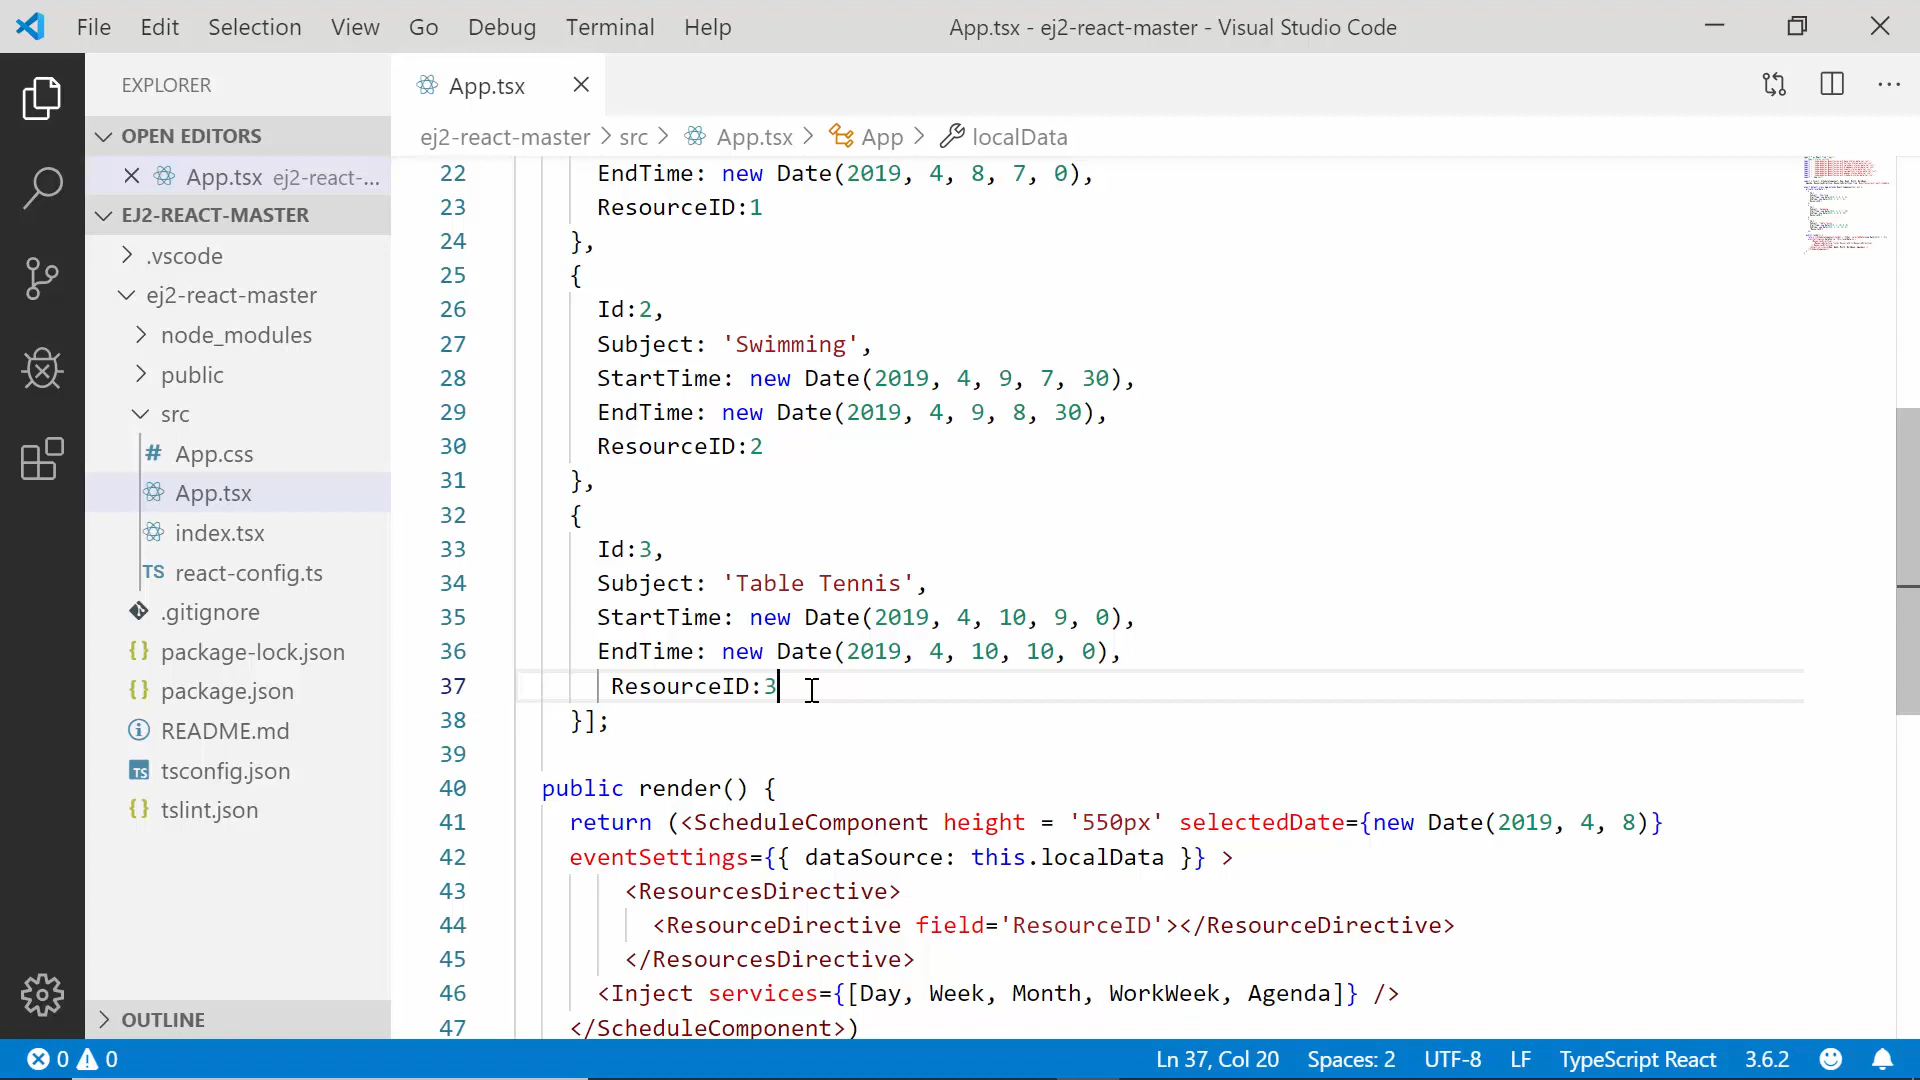 File Edit Selection View Go Debug Terminal Help
App.tsx - ej2-react-master - Visual Studio Code
EXPLORER
App.tsx
OPEN EDITORS
App.tsx ej2-react-...
EJ2-REACT-MASTER
.vscode
ej2-react-master
node_modules
public
src
App.css
App.tsx
index.tsx
TS react-config.ts
.gitignore
package-lock.json
package.json
README.md
TS tsconfig.json
tslint.json
OUTLINE
ej2-react-master > src > App.tsx > App > localData
22 EndTime: new Date(2019, 4, 8, 7, 0),
23 ResourceID:1
24 },
25 {
26 Id:2,
27 Subject: 'Swimming',
28 StartTime: new Date(2019, 4, 9, 7, 30),
29 EndTime: new Date(2019, 4, 9, 8, 30),
30 ResourceID:2
31 },
32 {
33 Id:3,
34 Subject: 'Table Tennis',
35 StartTime: new Date(2019, 4, 10, 9, 0),
36 EndTime: new Date(2019, 4, 10, 10, 0),
37 ResourceID:3
38 }];
39
40 public render() {
41 return (<ScheduleComponent height = '550px' selectedDate={new Date(2019, 4, 8)}
42 eventSettings={{ dataSource: this.localData }} >
43 <ResourcesDirective>
44 <ResourceDirective field='ResourceID'></ResourceDirective>
45 </ResourcesDirective>
46 <Inject services={[Day, Week, Month, WorkWeek, Agenda]} />
47 </ScheduleComponent>)
0 0
Ln 37, Col 20 Spaces: 2 UTF-8 LF TypeScript React 3.6.2